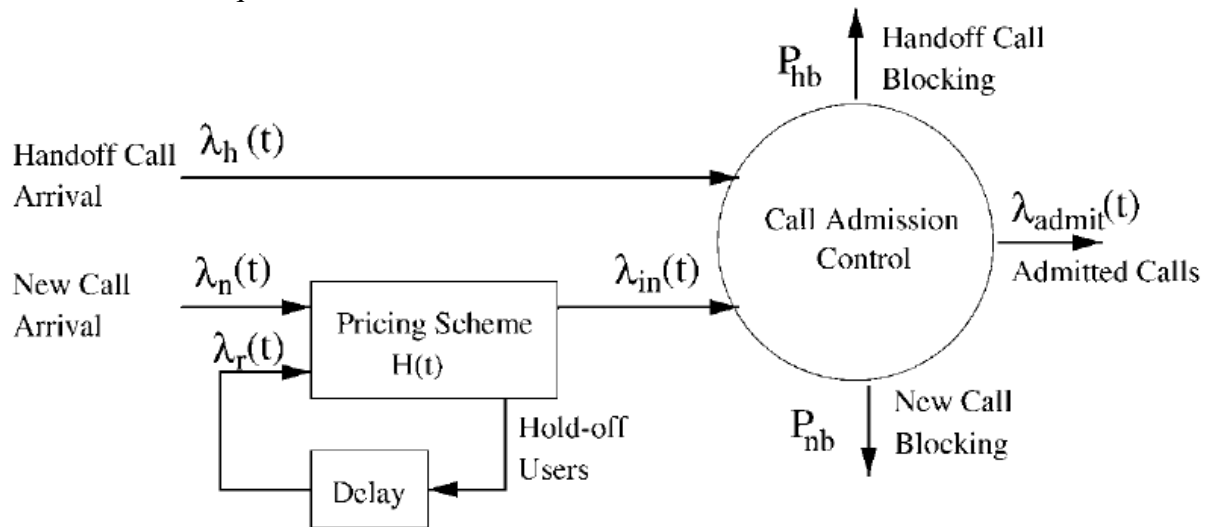 P_hb
Handoff Call
Blocking
Handoff Call
Arrival
λ_h (t)
Call Admission
Control
λ_admit(t)
Admitted Calls
New Call
Arrival
λ_n(t)
λ_in(t)
Pricing Scheme
H(t)
λ_r(t)
Hold-off
Users
Delay
P_nb
New Call
Blocking